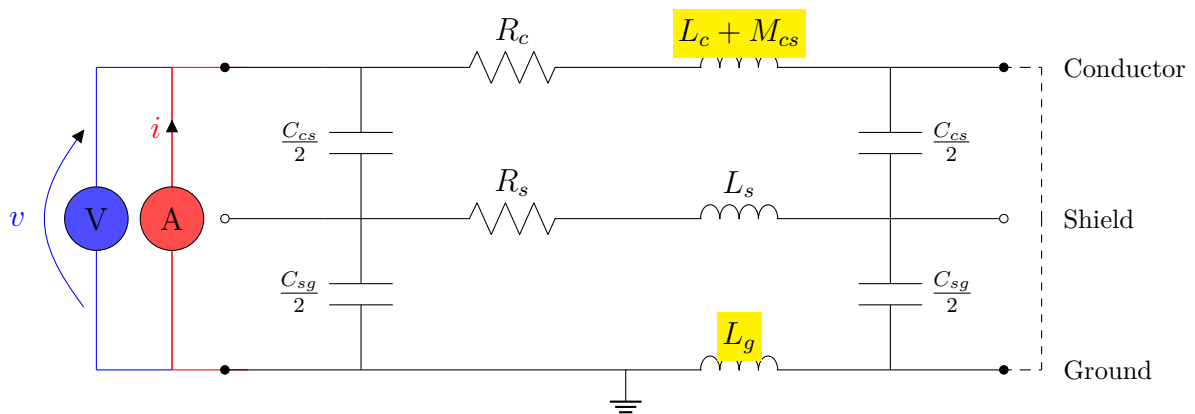 R_c
L_c + M_cs
Conductor
i
C_cs/2
C_cs/2
v
V
A
R_s
L_s
Shield
C_sg/2
C_sg/2
L_g
Ground